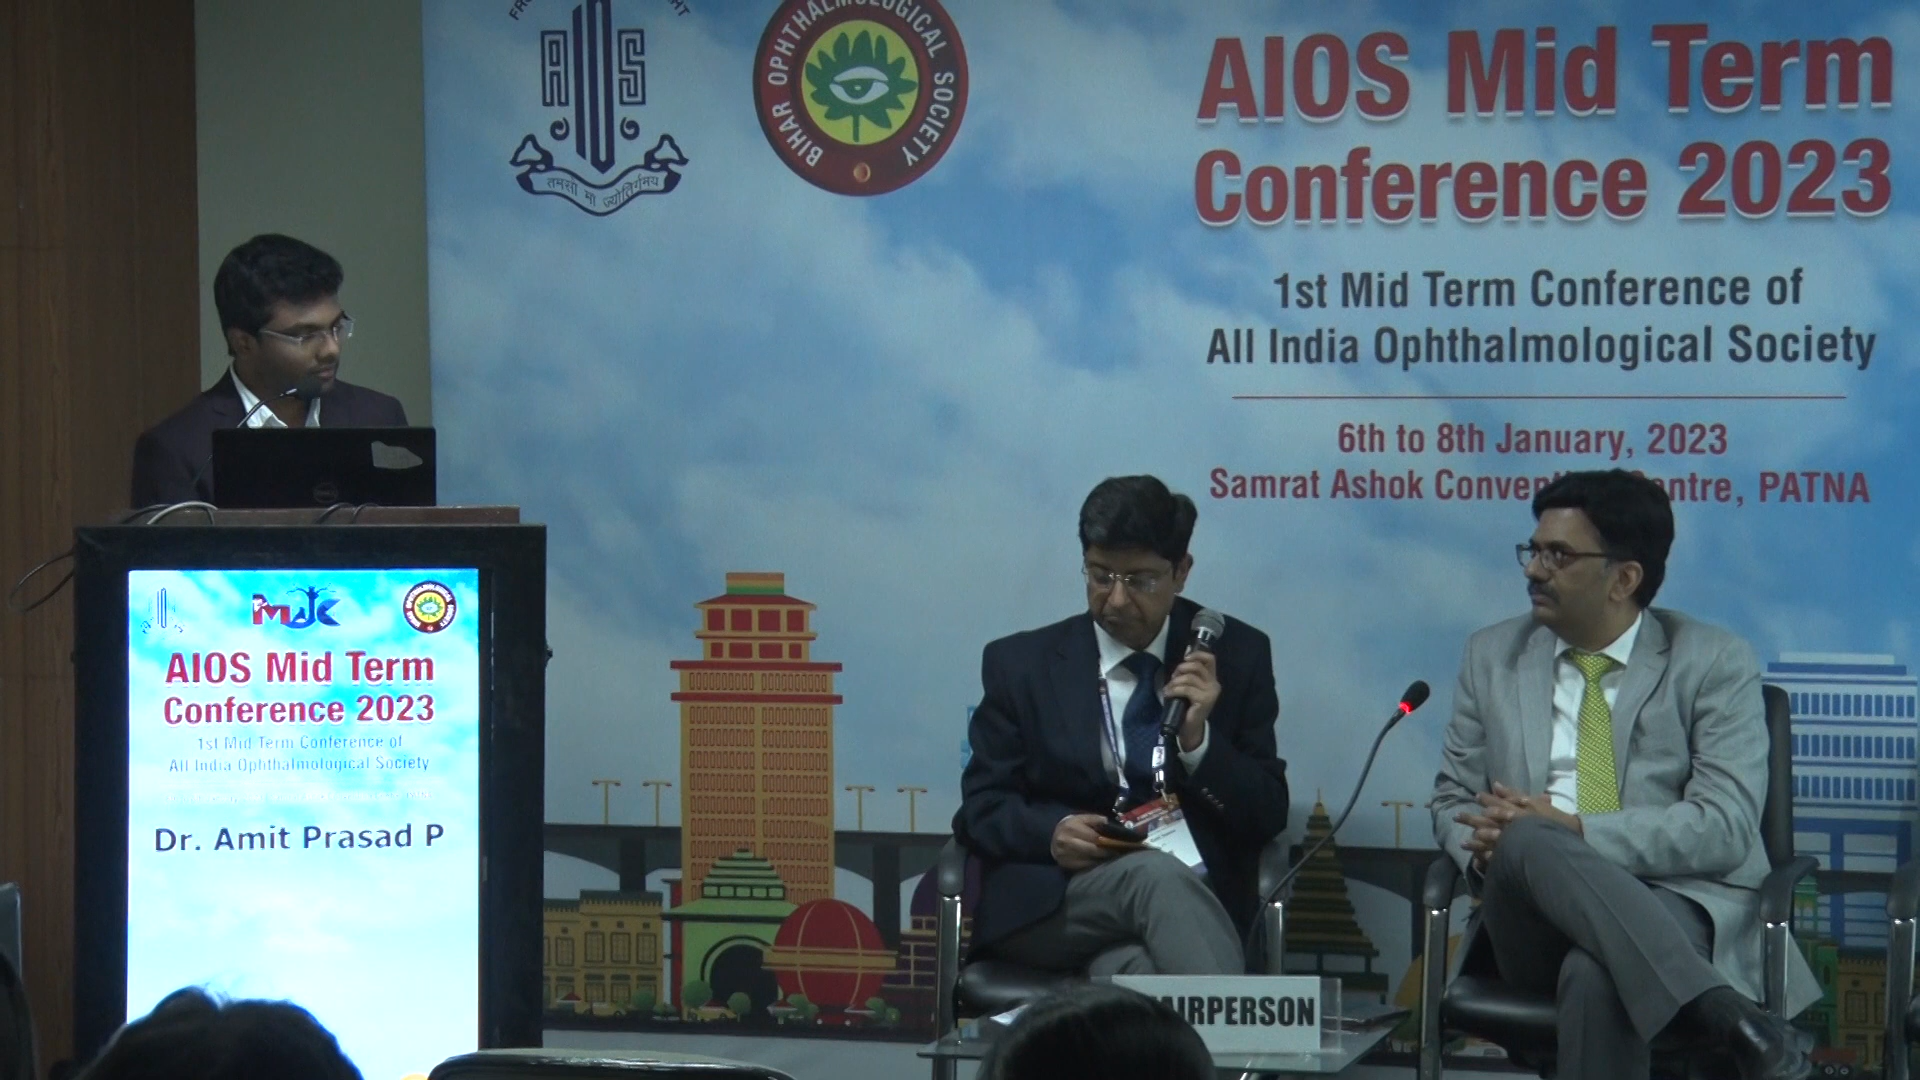 AIOS
तमसो मा ज्योतिर्गमय
BIHAR OPHTHALMOLOGICAL SOCIETY
AIOS Mid Term
Conference 2023
1st Mid Term Conference of
All India Ophthalmological Society
6th to 8th January, 2023
Samrat Ashok Conven ntre, PATNA
AIOS Mid Term
Conference 2023
1st Mid Term Conference of
All India Ophthalmological Society
Dr. Amit Prasad P
AIRPERSON